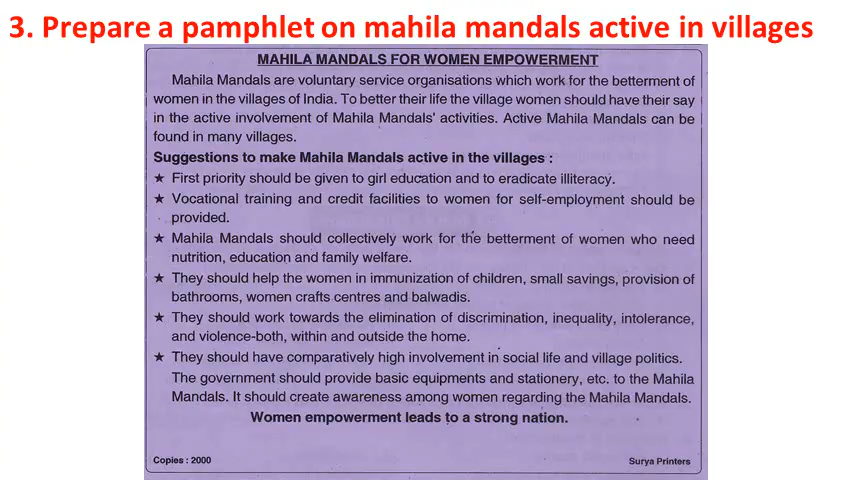 3. Prepare a pamphlet on mahila mandals active in villages
MAHILA MANDALS FOR WOMEN EMPOWERMENT
Mahila Mandals are voluntary service organisations which work for the betterment of
women in the villages of India. To better their life the village women should have their say
in the active involvement of Mahila Mandals' activities. Active Mahila Mandals can be
found in many villages.
Suggestions to make Mahila Mandals active in the villages :
★ First priority should be given to girl education and to eradicate illiteracy.
★ Vocational training and credit facilities to women for self-employment should be
provided.
★ Mahila Mandals should collectively work for the betterment of women who need
nutrition, education and family welfare.
★ They should help the women in immunization of children, small savings, provision of
bathrooms, women crafts centres and balwadis.
★ They should work towards the elimination of discrimination, inequality, intolerance,
and violence-both, within and outside the home.
★ They should have comparatively high involvement in social life and village politics.
The government should provide basic equipments and stationery, etc. to the Mahila
Mandals. It should create awareness among women regarding the Mahila Mandals.
Women empowerment leads to a strong nation.
Copies : 2000
Surya Printers